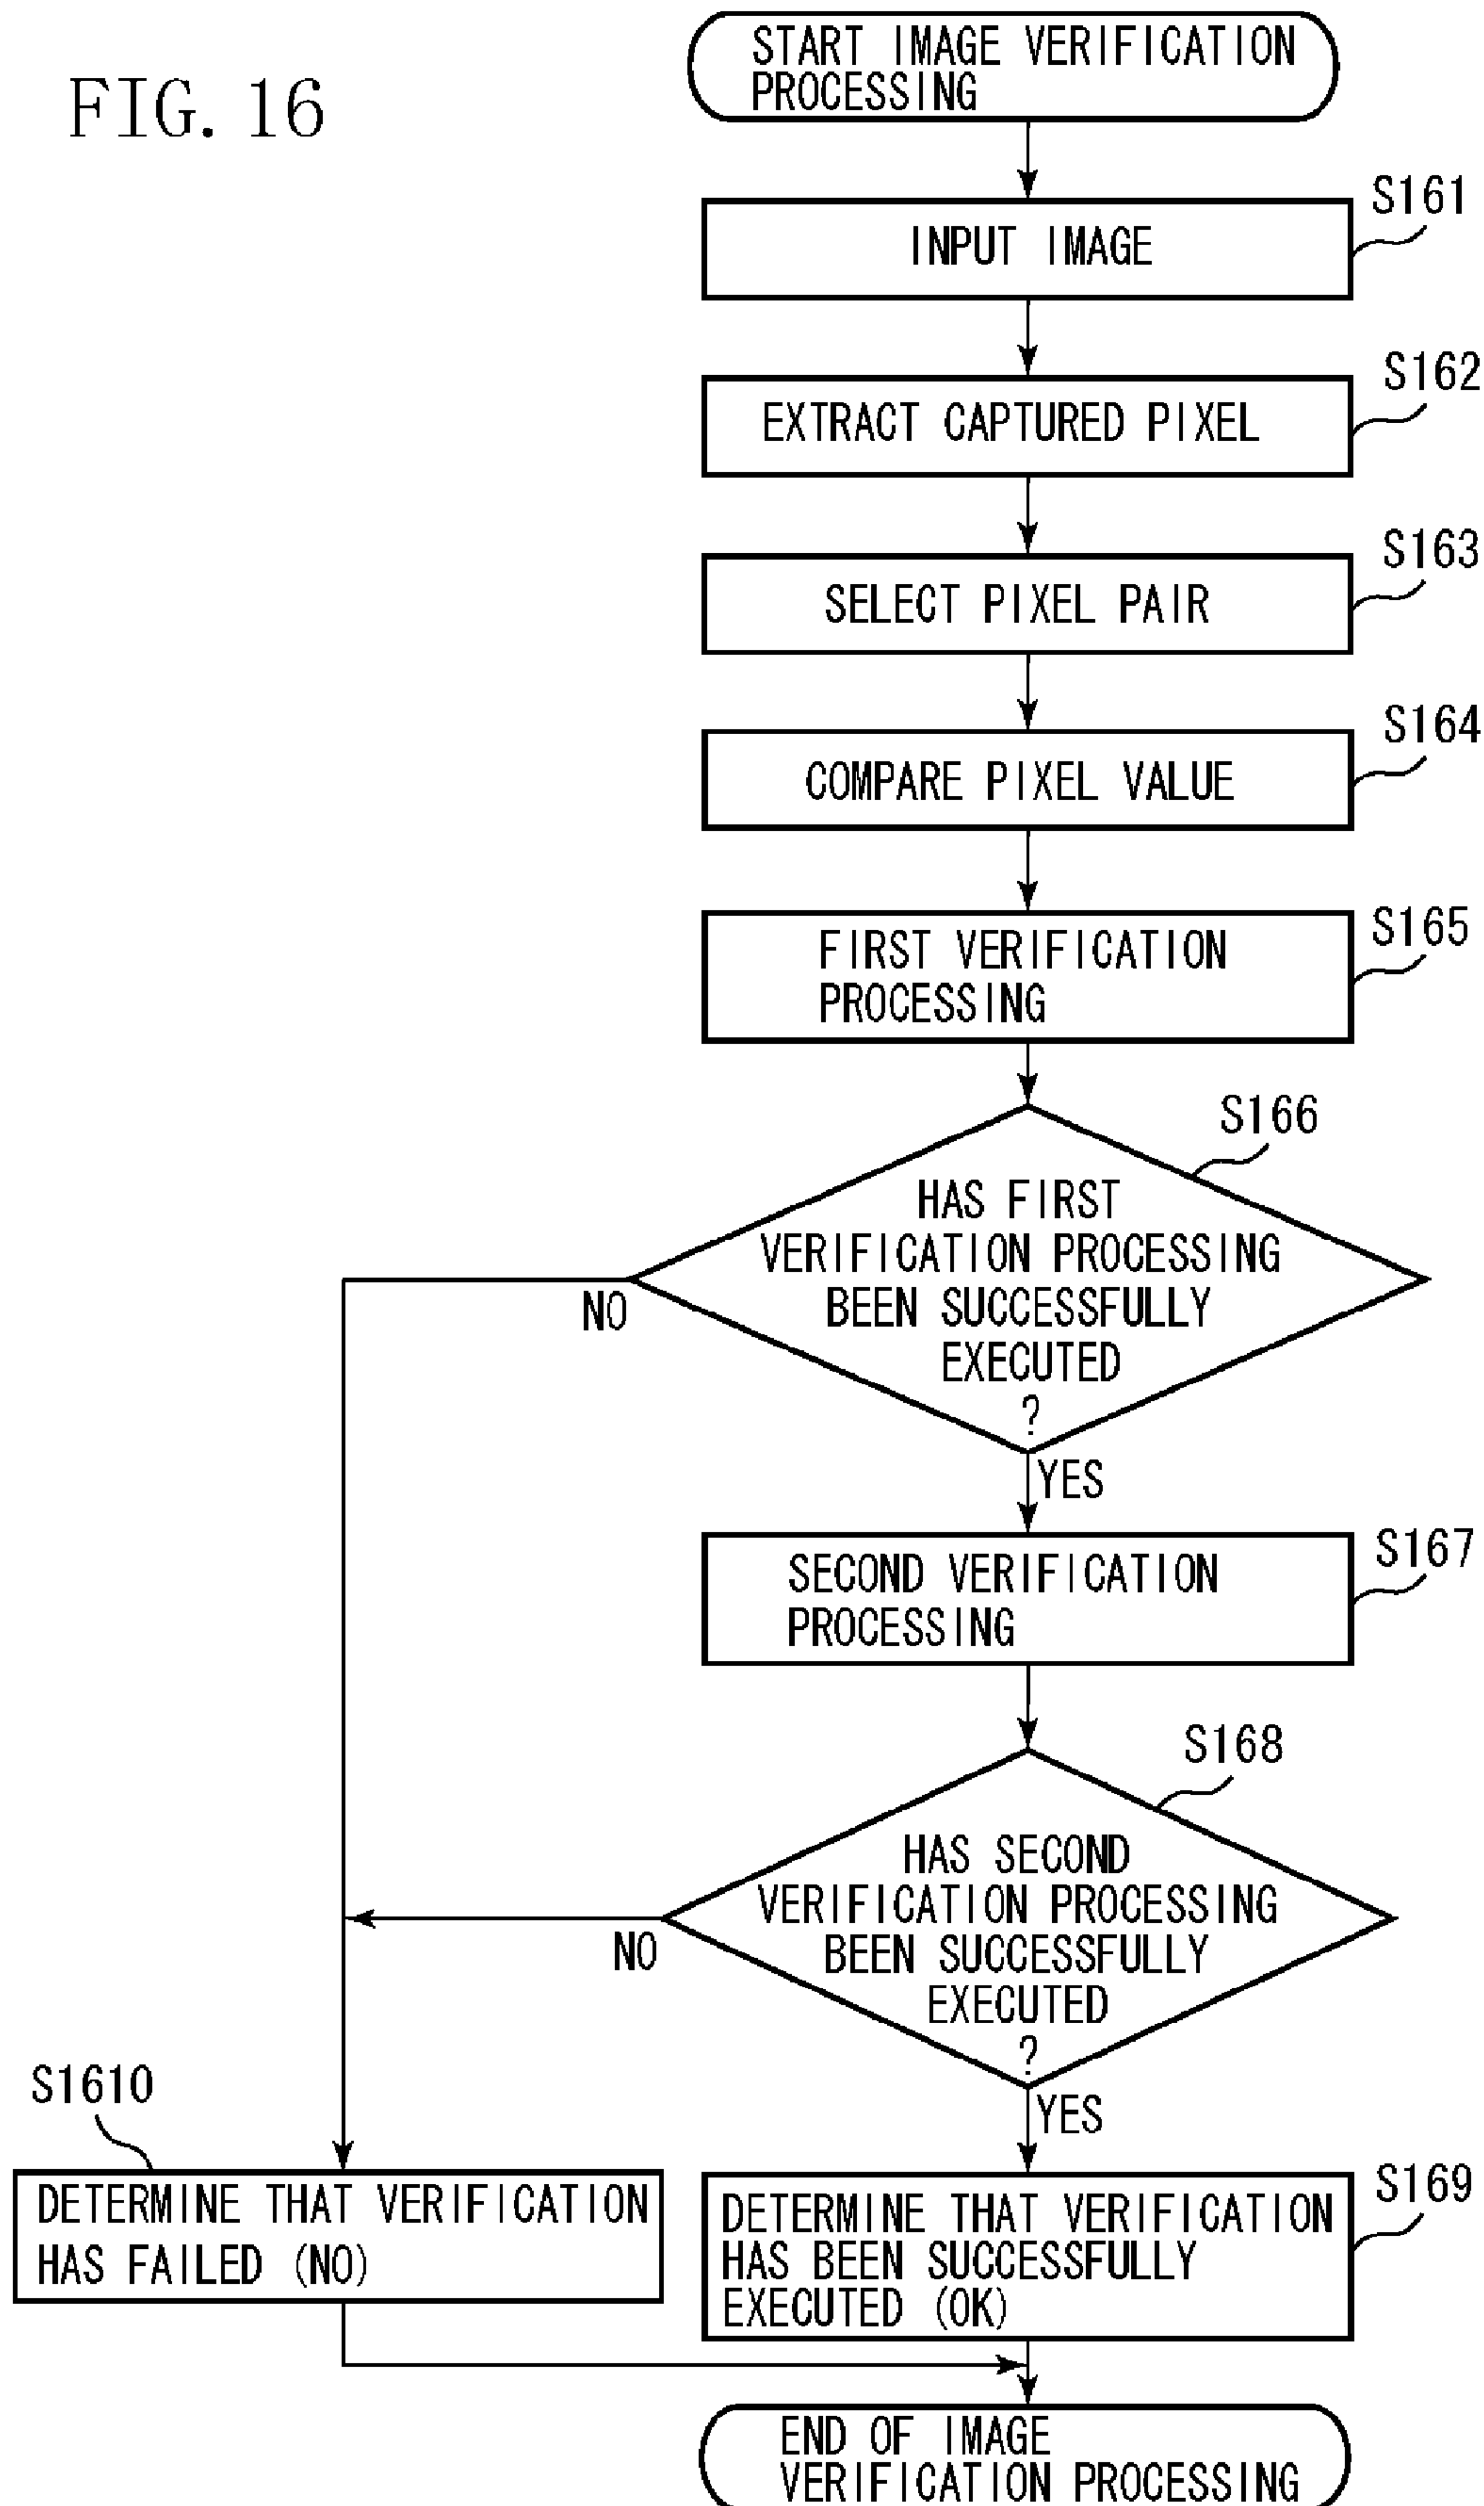 FIG. 16
START IMAGE VERIFICATION
PROCESSING
S161
INPUT IMAGE
S162
EXTRACT CAPTURED PIXEL
S163
SELECT PIXEL PAIR
S164
COMPARE PIXEL VALUE
S165
FIRST VERIFICATION
PROCESSING
S166
HAS FIRST
VERIFICATION PROCESSING
BEEN SUCCESSFULLY
EXECUTED
?
NO
YES
S167
SECOND VERIFICATION
PROCESSING
S168
HAS SECOND
VERIFICATION PROCESSING
BEEN SUCCESSFULLY
EXECUTED
?
NO
YES
S1610
DETERMINE THAT VERIFICATION
HAS FAILED (NO)
S169
DETERMINE THAT VERIFICATION
HAS BEEN SUCCESSFULLY
EXECUTED (OK)
END OF IMAGE
VERIFICATION PROCESSING